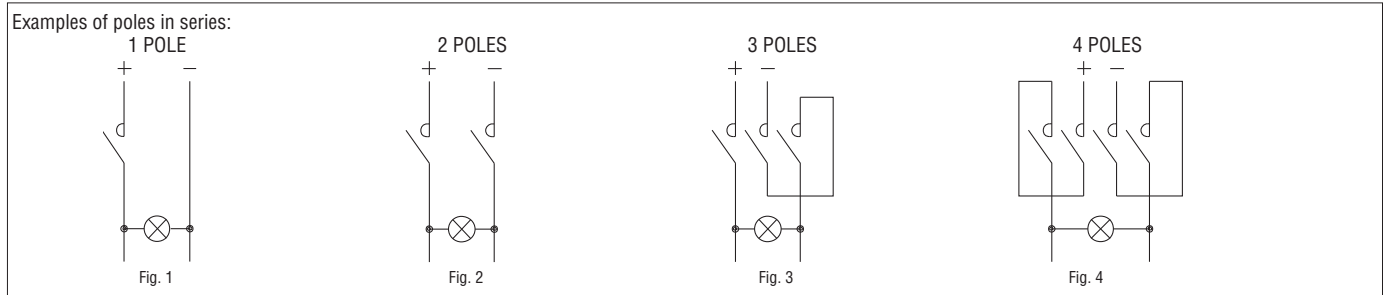 Examples of poles in series:
1 POLE 2 POLES 3 POLES 4 POLES
+ – + – + – + –
Fig. 1 Fig. 2 Fig. 3 Fig. 4